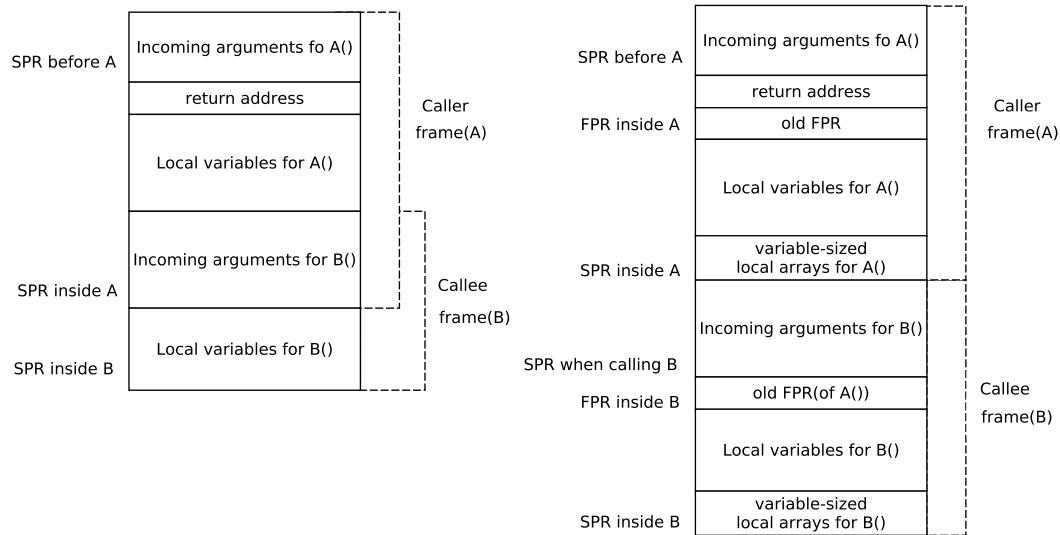 Incoming arguments fo A()
SPR before A
return address
Caller
frame(A)
Local variables for A()
Incoming arguments for B()
SPR inside A
Callee
frame(B)
Local variables for B()
SPR inside B
Incoming arguments fo A()
SPR before A
return address
FPR inside A
old FPR
Caller
frame(A)
Local variables for A()
variable-sized
local arrays for A()
SPR inside A
Incoming arguments for B()
SPR when calling B
old FPR(of A())
FPR inside B
Callee
frame(B)
Local variables for B()
variable-sized
local arrays for B()
SPR inside B